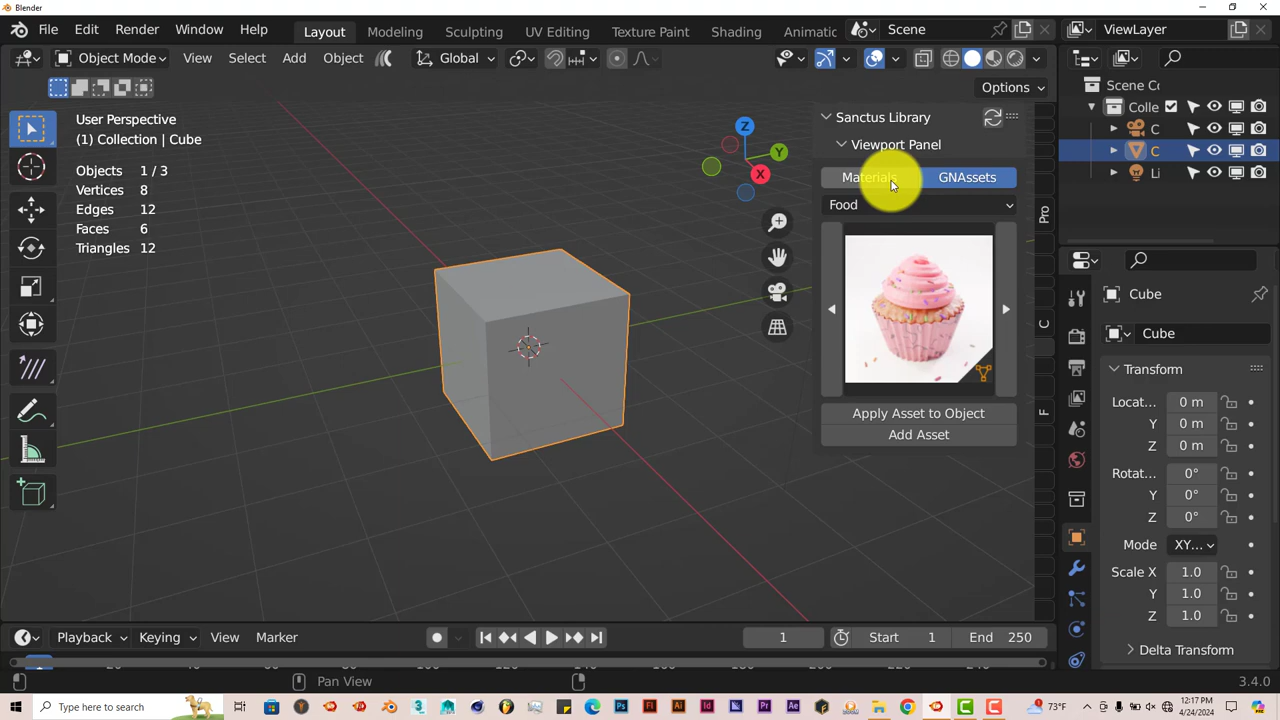 Blender
File Edit Render Window Help Layout Modeling Sculpting UV Editing Texture Paint Shading Animatic Scene ViewLayer
Object Mode View Select Add Object Global
Options
User Perspective
(1) Collection | Cube
Objects 1 / 3
Vertices 8
Edges 12
Faces 6
Triangles 12
Z
Y
X
Sanctus Library
Viewport Panel
Materials GNAssets
Food
Apply Asset to Object
Add Asset
Pro
C
F
Scene Cc
Colle
C
C
Li
Cube
Cube
Transform
Locat... 0 m
Y 0 m
Z 0 m
Rotat... 0°
Y 0°
Z 0°
Mode XY...
Scale X 1.0
Y 1.0
Z 1.0
Delta Transform
Playback Keying View Marker 1 Start 1 End 250
Pan View 3.4.0
Type here to search 73°F 12:17 PM
4/24/2024